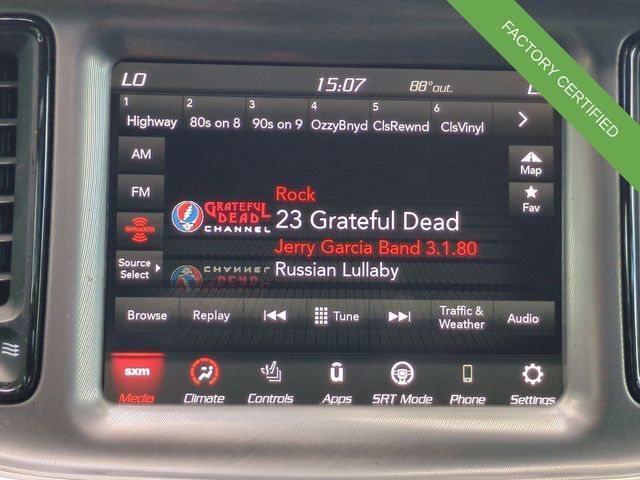 FACTORY CERTIFIED
LO 15:07 88°out.
1 2 3 4 5 6
Highway 80s on 8 90s on 9 OzzyBnyd ClsRewnd ClsVinyl
AM
Map
FM
Fav
siriusxm
Source
Select
GRATEFUL
DEAD
CHANNEL
Rock
23 Grateful Dead
Jerry Garcia Band 3.1.80
Russian Lullaby
Browse Replay Tune Traffic &
Weather Audio
sxm
Media Climate Controls Apps SRT Mode Phone Settings